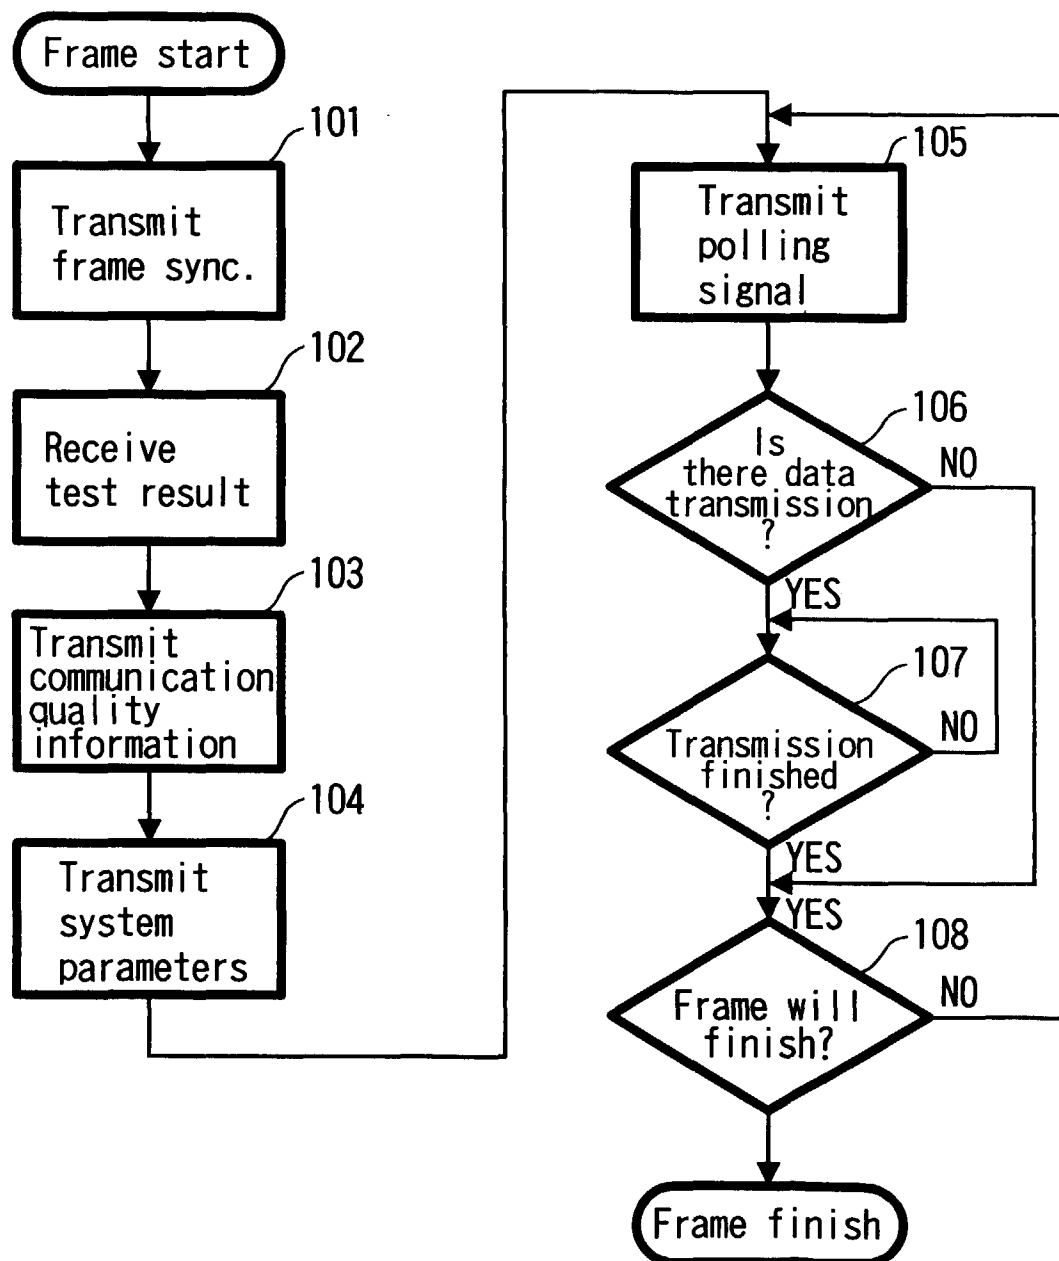 Frame start
101
Transmit
frame sync.
102
Receive
test result
103
Transmit
communication
quality
information
104
Transmit
system
parameters
105
Transmit
polling
signal
106
Is
there data
transmission
?
NO
YES
107
Transmission
finished
?
NO
YES
YES
108
Frame will
finish?
NO
Frame finish